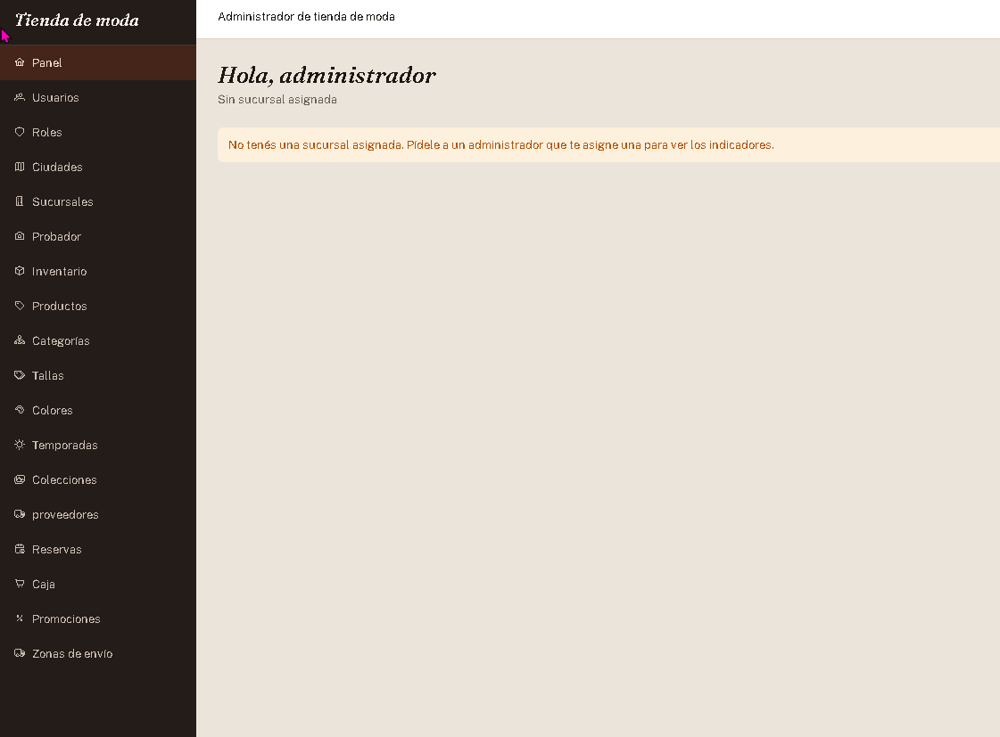 Tienda de moda
Administrador de tienda de moda
Panel
Usuarios
Roles
Ciudades
Sucursales
Probador
Inventario
Productos
Categorías
Tallas
Colores
Temporadas
Colecciones
proveedores
Reservas
Caja
Promociones
Zonas de envío
Hola, administrador
Sin sucursal asignada
No tenés una sucursal asignada. Pídele a un administrador que te asigne una para ver los indicadores.